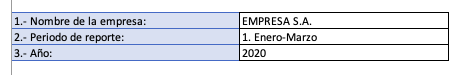 1.- Nombre de la empresa: EMPRESA S.A.
2.- Periodo de reporte: 1. Enero-Marzo
3.- Año: 2020